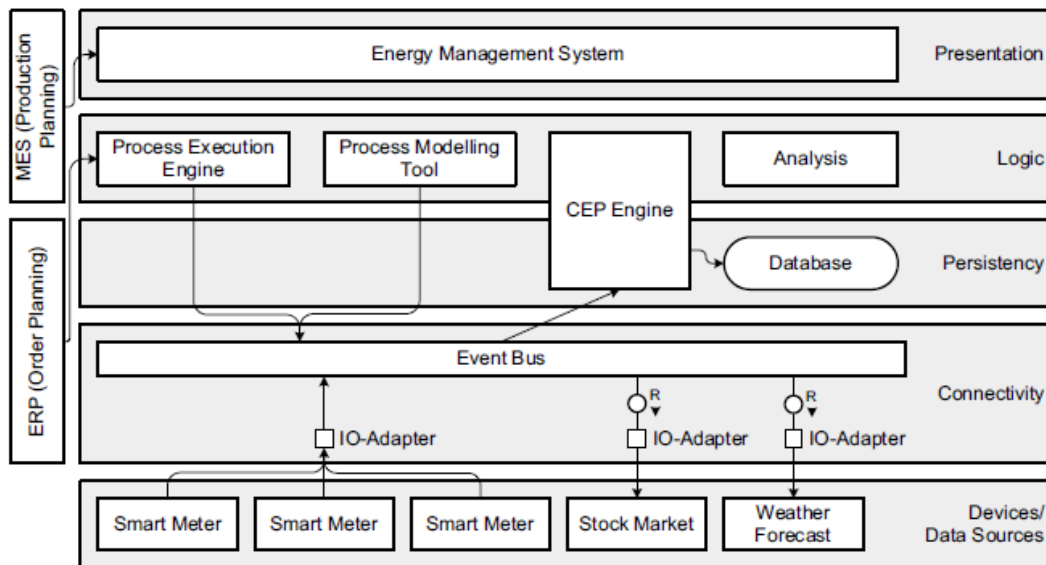 MES (Production
Planning)
Energy Management System
Presentation
Process Execution
Engine
Process Modelling
Tool
CEP Engine
Analysis
Logic
ERP (Order Planning)
Database
Persistency
Event Bus
Connectivity
R
R
IO-Adapter
IO-Adapter
IO-Adapter
Smart Meter
Smart Meter
Smart Meter
Stock Market
Weather
Forecast
Devices/
Data Sources